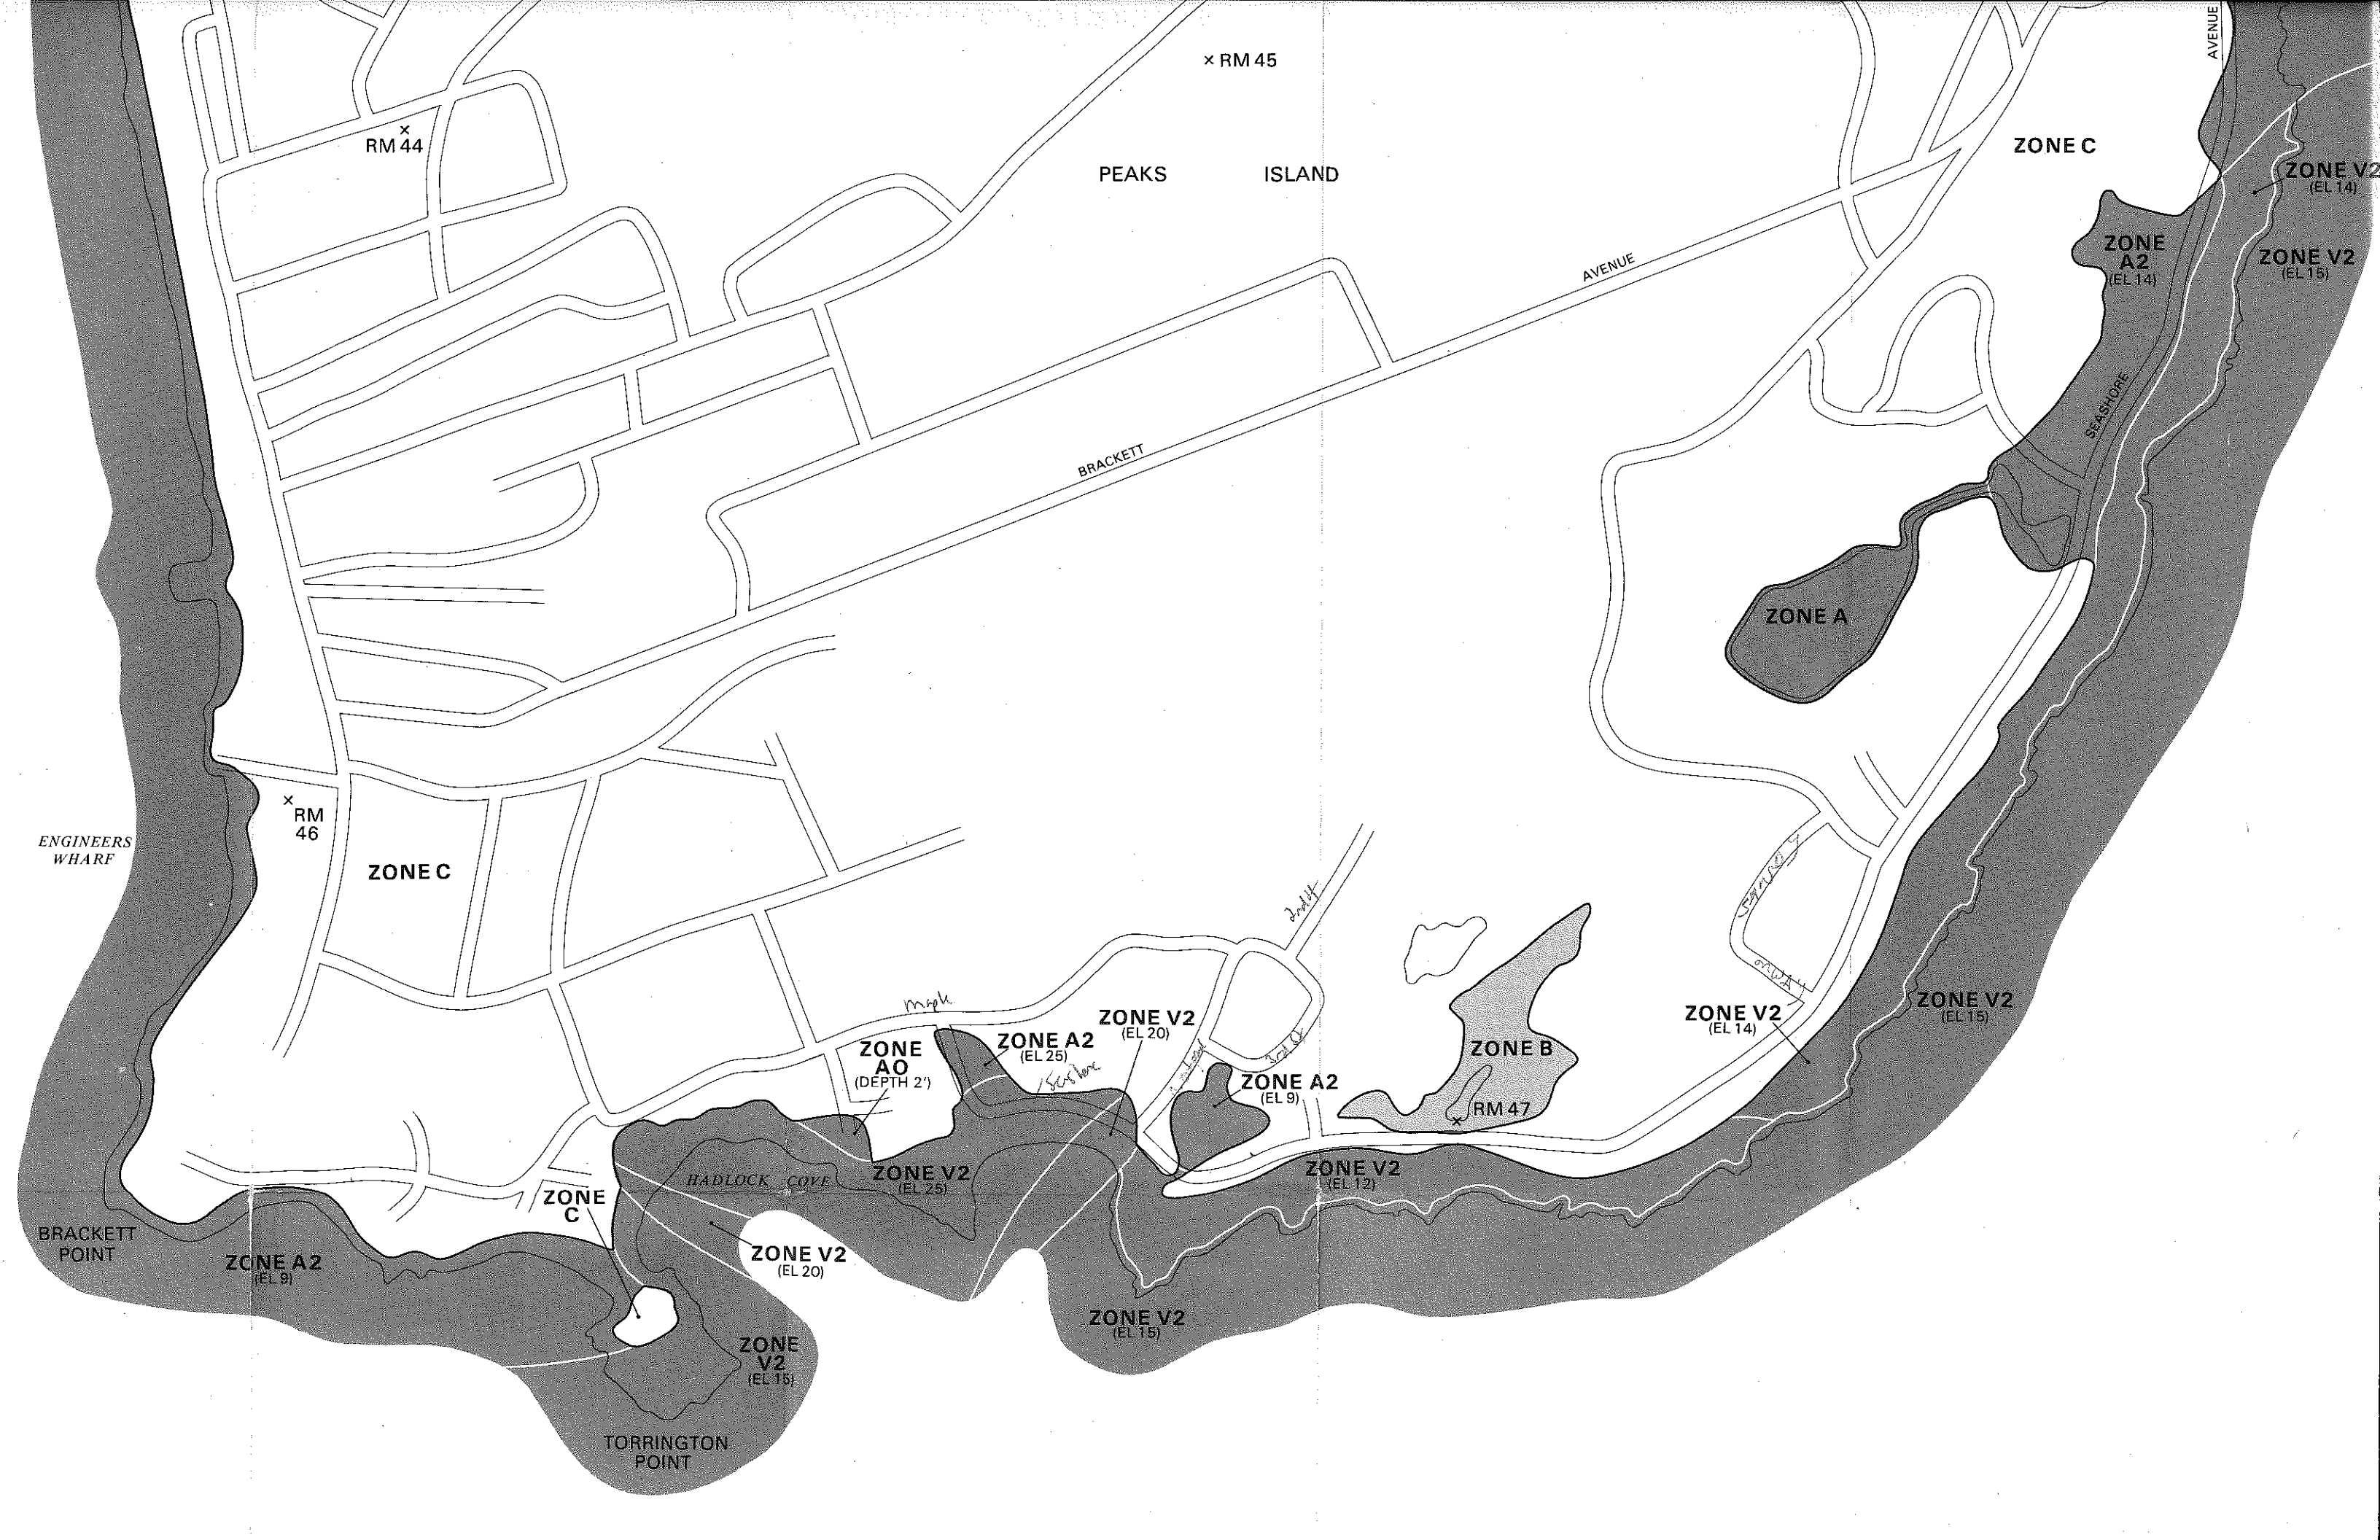 AVENUE
× RM 45
×
RM 44
ZONE C
PEAKS ISLAND
ZONE V2
(EL 14)
ZONE
A2
(EL 14)
ZONE V2
(EL 15)
AVENUE
SEASHORE
BRACKETT
ZONE A
×
RM
46
ENGINEERS
WHARF
ZONE C
Maple
ZONE V2
(EL 20)
ZONE A2
(EL 25)
ZONE
AO
(DEPTH 2')
ZONE A2
(EL 9)
ZONE B
RM 47
×
ZONE V2
(EL 14)
ZONE V2
(EL 15)
HADLOCK COVE
ZONE V2
(EL 25)
ZONE V2
(EL 12)
ZONE
C
BRACKETT
POINT
ZONE A2
(EL 9)
ZONE V2
(EL 20)
ZONE V2
(EL 15)
ZONE
V2
(EL 15)
TORRINGTON
POINT